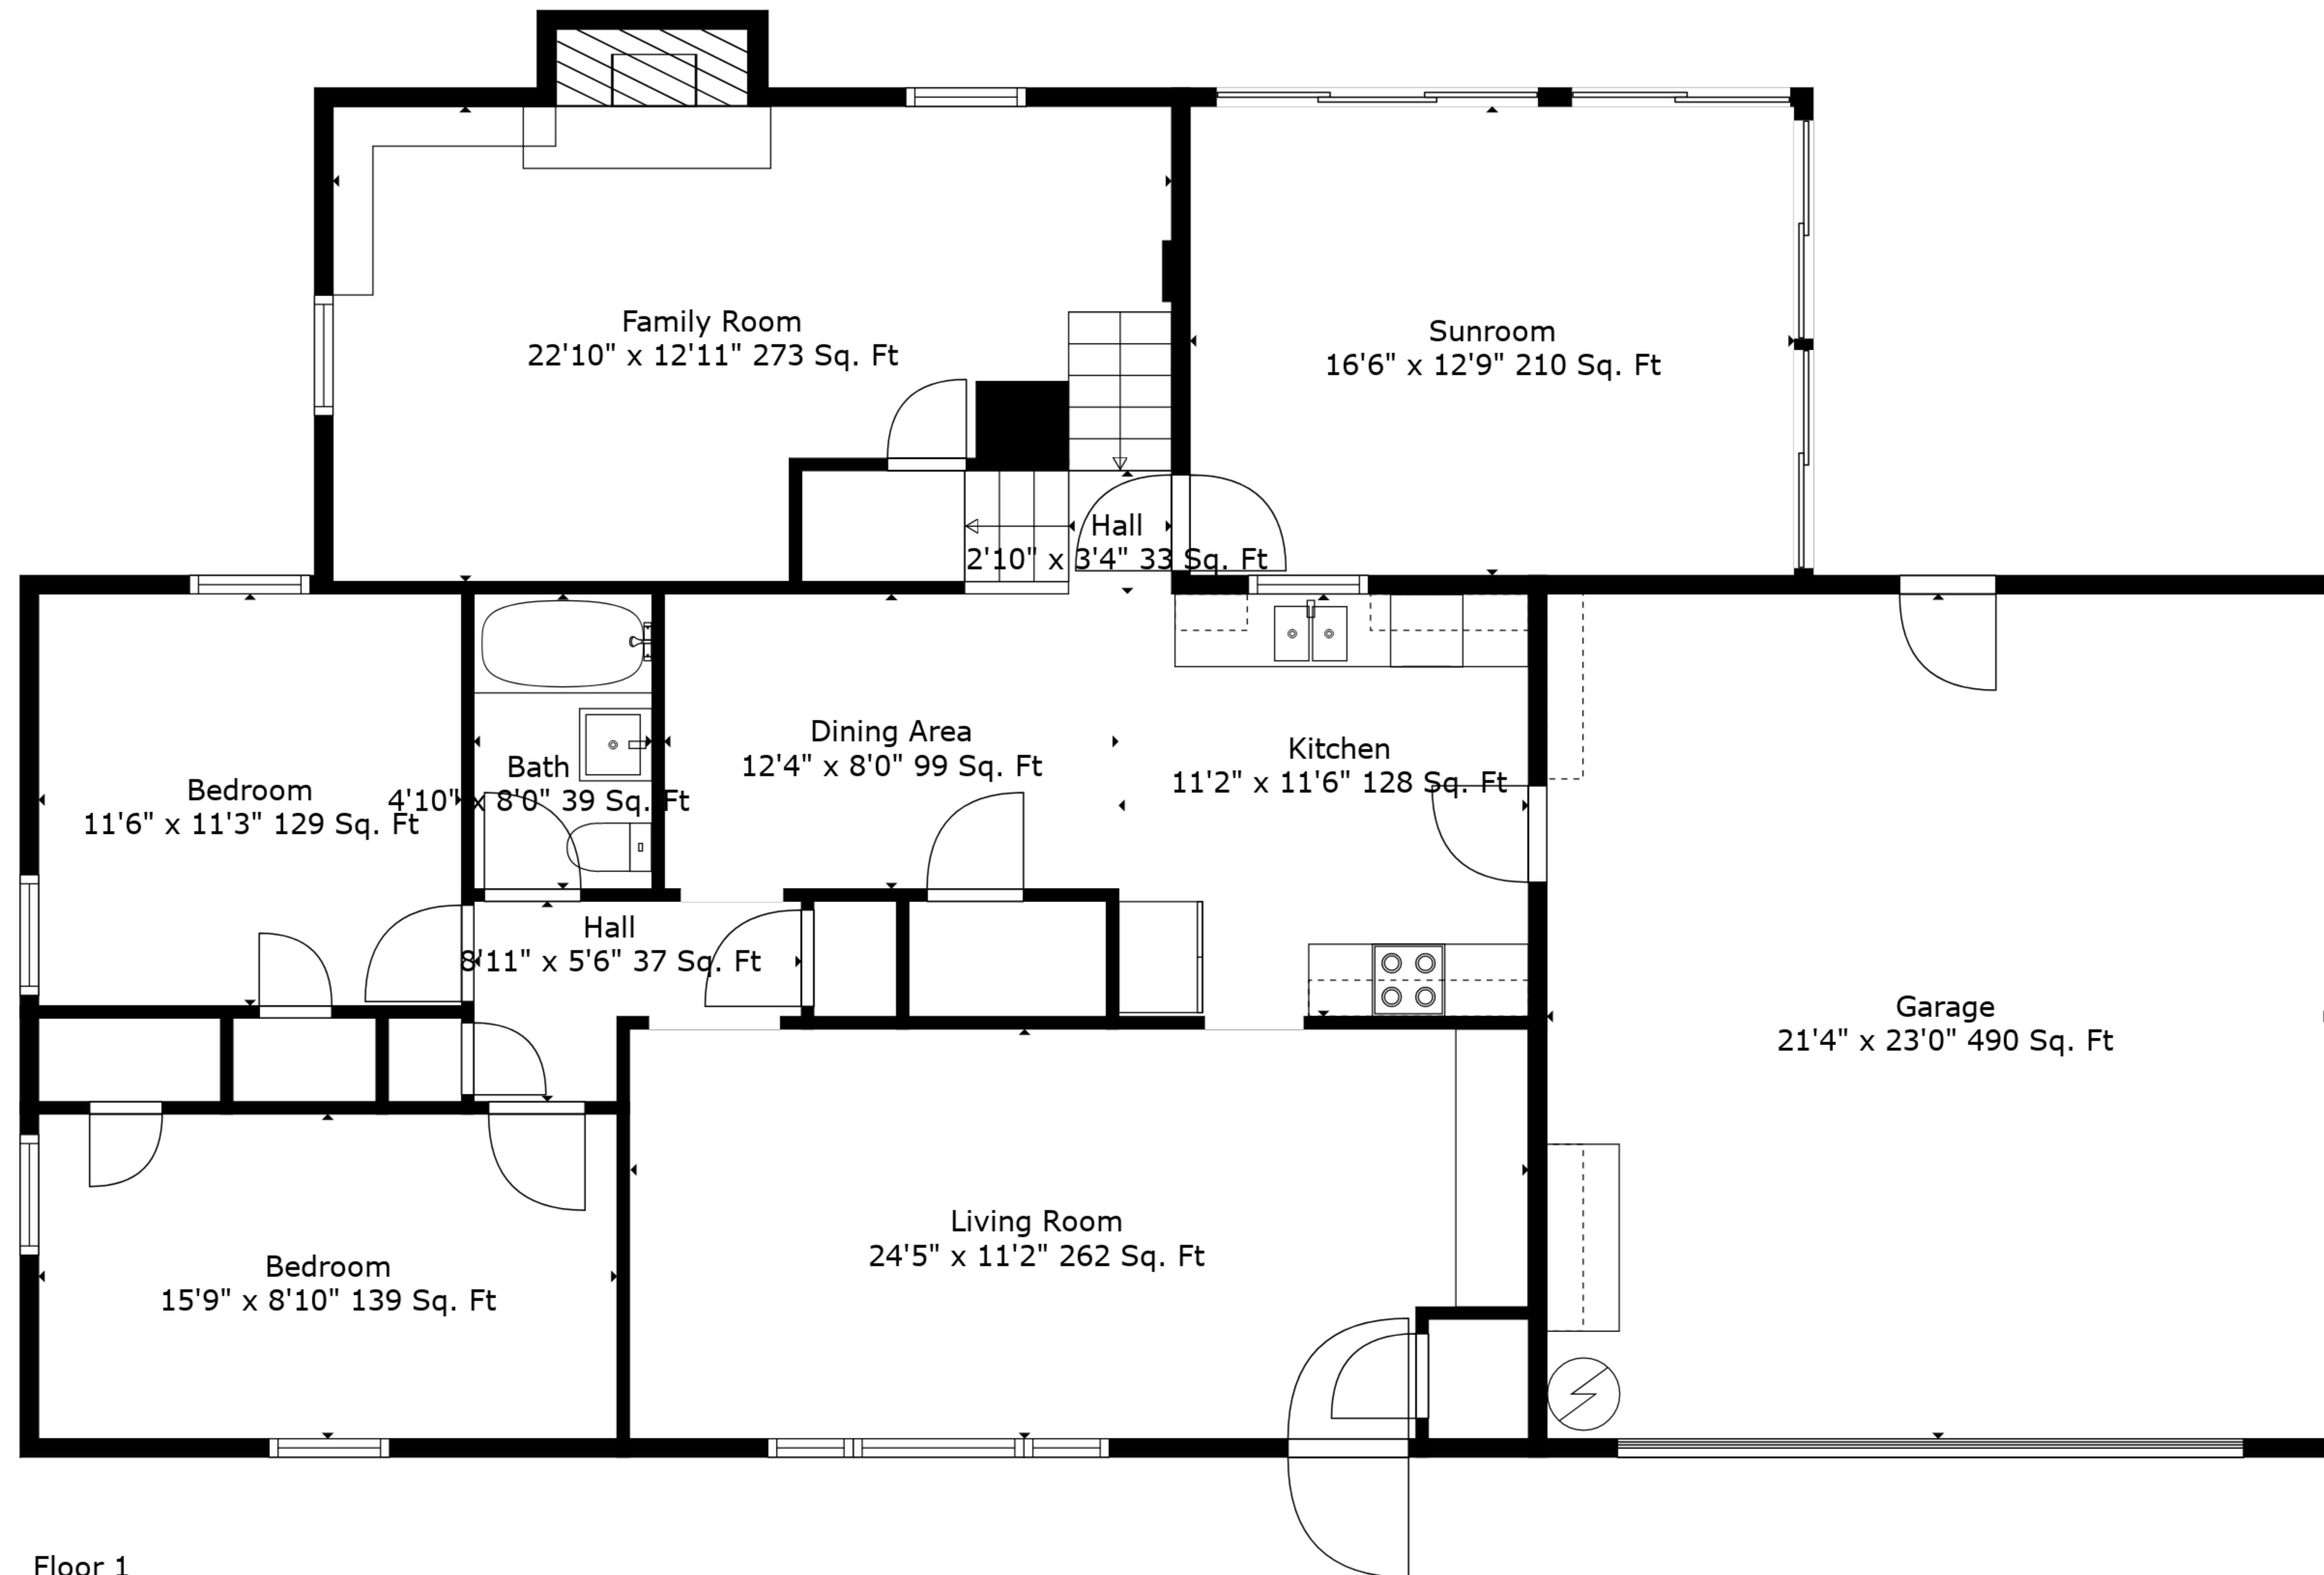 Family Room
22'10" x 12'11" 273 Sq. Ft
Sunroom
16'6" x 12'9" 210 Sq. Ft
Hall
2'10" x 3'4" 33 Sq. Ft
Dining Area
12'4" x 8'0" 99 Sq. Ft
Kitchen
11'2" x 11'6" 128 Sq. Ft
Bath
4'10" x 8'0" 39 Sq. Ft
Bedroom
11'6" x 11'3" 129 Sq. Ft
Hall
8'11" x 5'6" 37 Sq. Ft
Garage
21'4" x 23'0" 490 Sq. Ft
Living Room
24'5" x 11'2" 262 Sq. Ft
Bedroom
15'9" x 8'10" 139 Sq. Ft
Floor 1